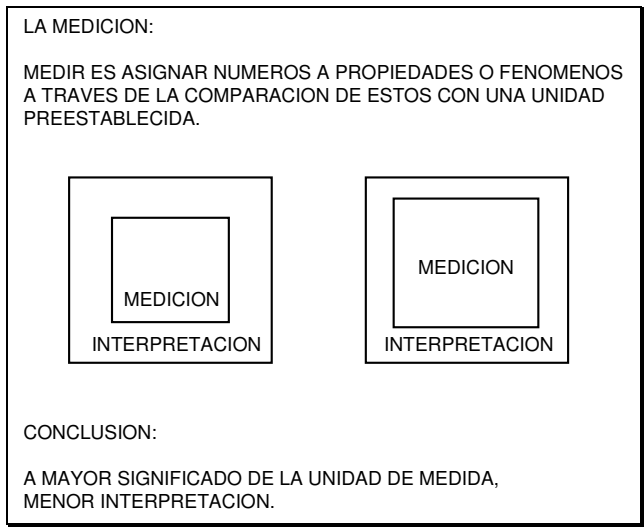 LA MEDICION:
MEDIR ES ASIGNAR NUMEROS A PROPIEDADES O FENOMENOS
A TRAVES DE LA COMPARACION DE ESTOS CON UNA UNIDAD
PREESTABLECIDA.
MEDICION
INTERPRETACION
MEDICION
INTERPRETACION
CONCLUSION:
A MAYOR SIGNIFICADO DE LA UNIDAD DE MEDIDA,
MENOR INTERPRETACION.